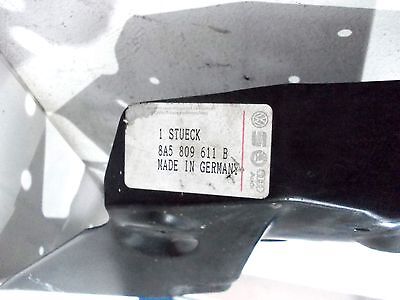 1 STUECK
8A5 809 611 B
MADE IN GERMANY